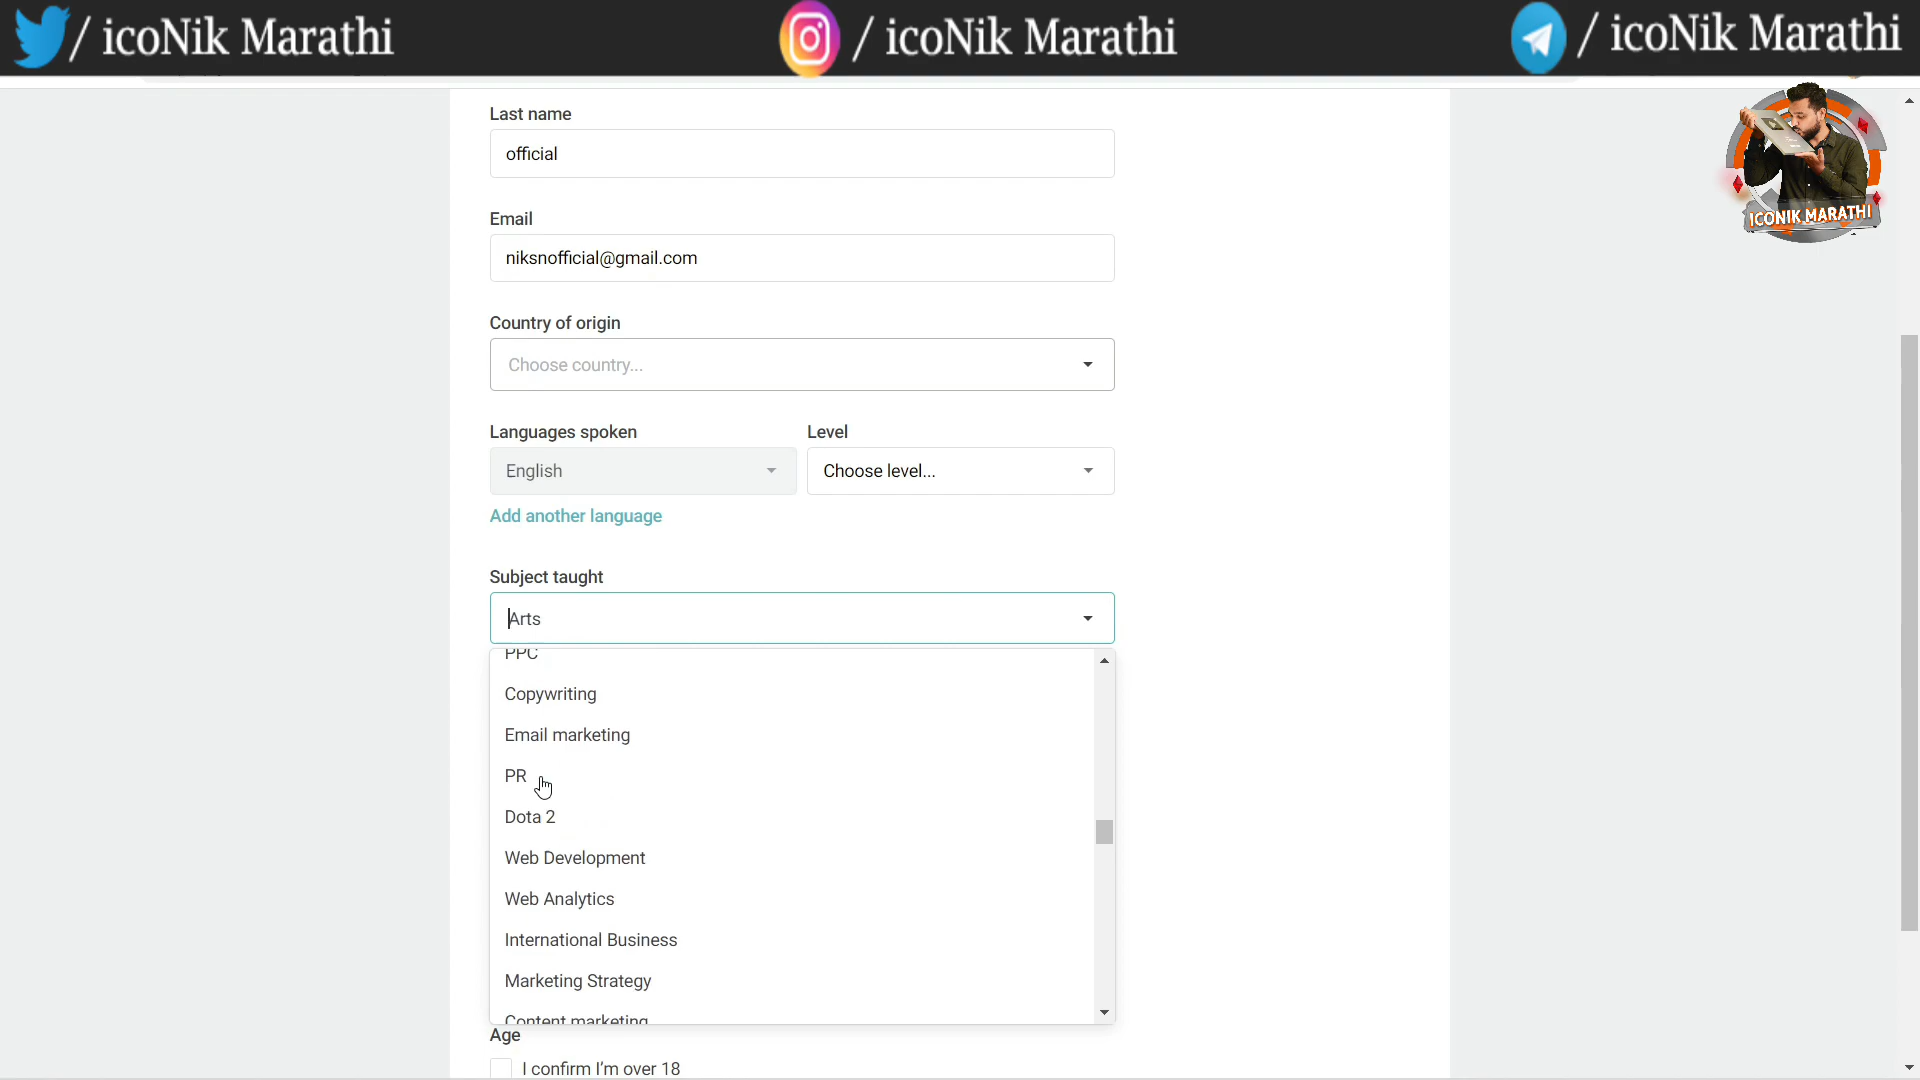 / icoNik Marathi
/ icoNik Marathi
/ icoNik Marathi
ICONIK MARATHI
Last name
official
Email
niksnofficial@gmail.com
Country of origin
Choose country...
Languages spoken
Level
English
Choose level...
Add another language
Subject taught
Arts
PPC
Copywriting
Email marketing
PR
Dota 2
Web Development
Web Analytics
International Business
Marketing Strategy
Content marketing
Age
I confirm I'm over 18